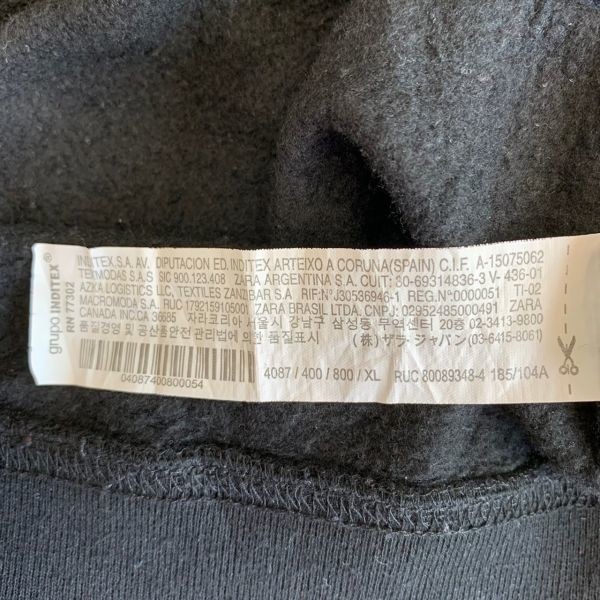 grupo INDITEX®
RN 77302
INDITEX,S.A. AV. DIPUTACION ED. INDITEX ARTEIXO A CORUNA(SPAIN) C.I.F. A-15075062
TEKMODAS S.A.S SIC 900.123.408 ZARA ARGENTINA S.A. CUIT: 30-69314836-3 V- 436-01
AZKA LOGISTICS LLC, TEXTILES ZANZIBAR S.A RIF:N°J30536946-1 REG.N°0000051 TI-02
MACROMODA S.A. RUC 1792159105001 ZARA BRASIL LTDA. CNPJ: 02952485000491 ZARA
CANADA INC.CA 36685 자라코리아 서울시 강남구 삼성동 무역센터 20층 02-3413-9800
품질경영 및 공산품안전 관리법에 의한 품질표시 (株) ザラ・ジャパン(03-6415-8061)
04087400800054
4087 / 400 / 800 / XL RUC 80089348-4 185/104A